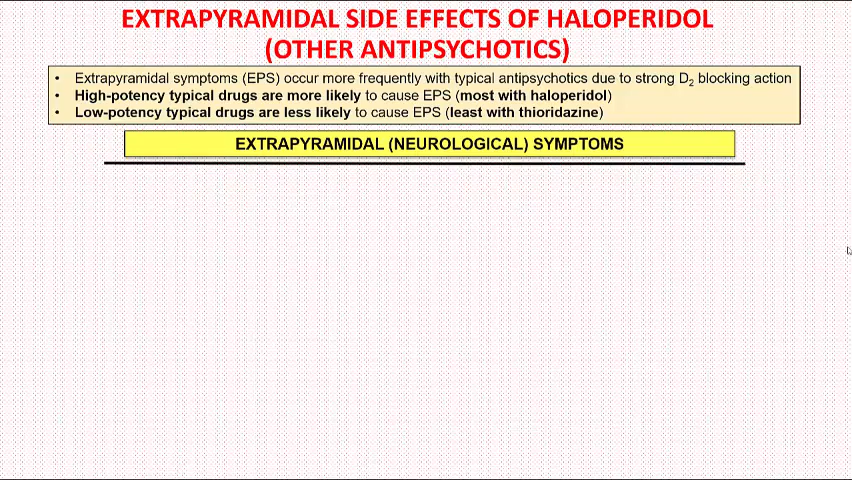 EXTRAPYRAMIDAL SIDE EFFECTS OF HALOPERIDOL
(OTHER ANTIPSYCHOTICS)
• Extrapyramidal symptoms (EPS) occur more frequently with typical antipsychotics due to strong D₂ blocking action
• High-potency typical drugs are more likely to cause EPS (most with haloperidol)
• Low-potency typical drugs are less likely to cause EPS (least with thioridazine)
EXTRAPYRAMIDAL (NEUROLOGICAL) SYMPTOMS